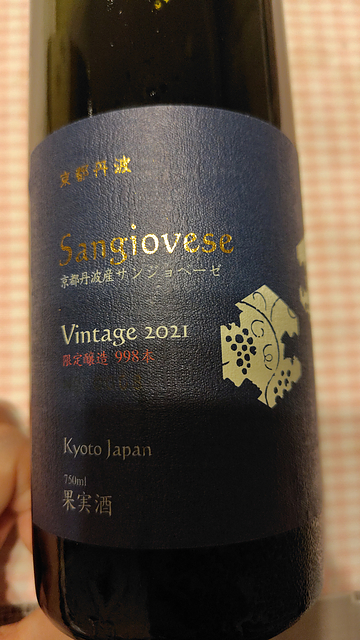 京都丹波
Sangiovese
京都丹波産サンジョベーゼ
Vintage 2021
限定醸造 998本
Kyoto Japan
750ml
果実酒